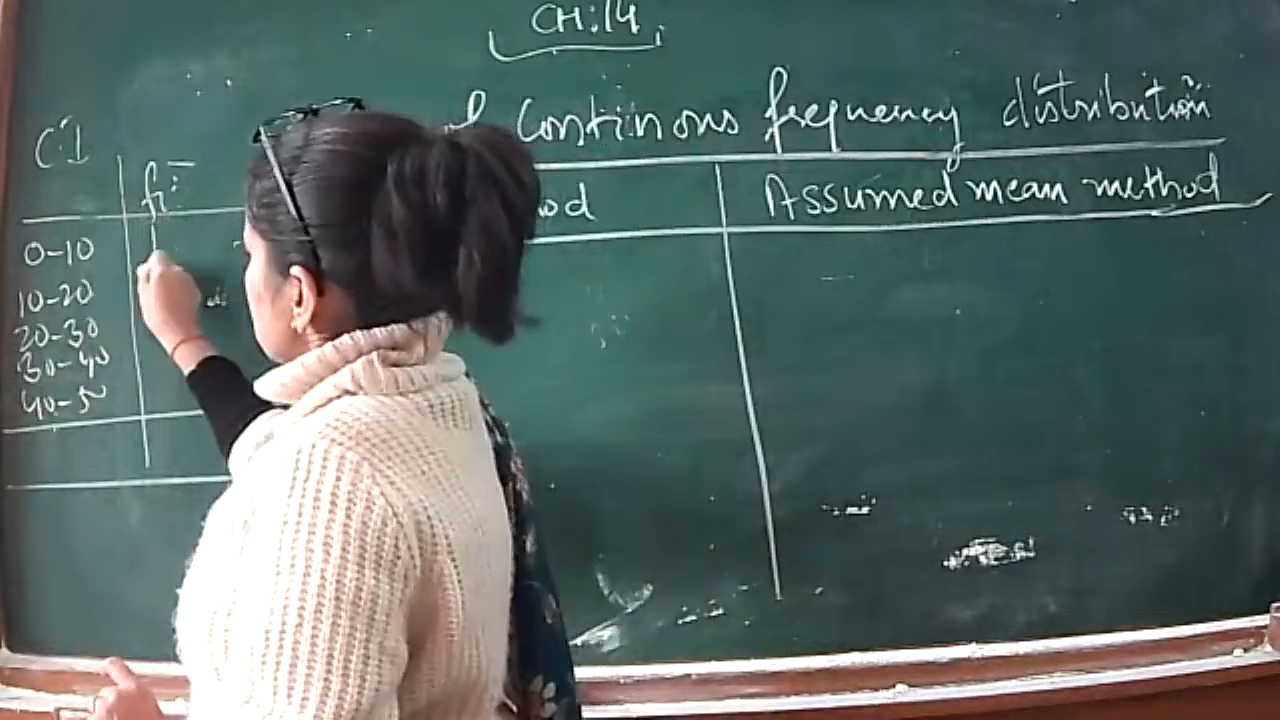 CH:14
continuous frequency distribution
C.I
fi
Assumed mean method
0-10
10-20
20-30
30-40
40-50